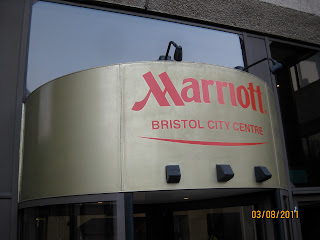 Marriott
BRISTOL CITY CENTRE
03/08/2011